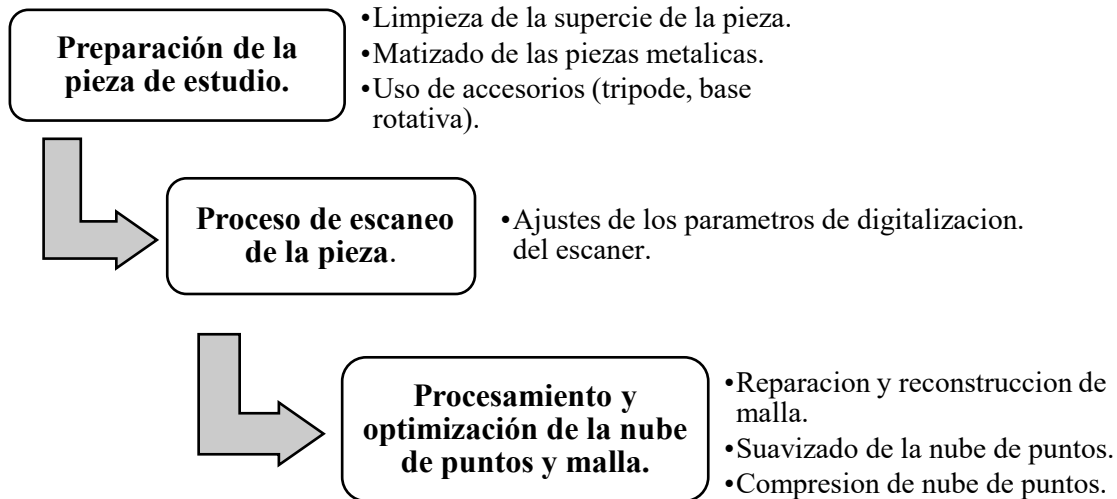 Preparación de la
pieza de estudio.
•Limpieza de la supercie de la pieza.
•Matizado de las piezas metalicas.
•Uso de accesorios (tripode, base
rotativa).
Proceso de escaneo
de la pieza.
•Ajustes de los parametros de digitalizacion.
del escaner.
Procesamiento y
optimización de la nube
de puntos y malla.
•Reparacion y reconstruccion de
malla.
•Suavizado de la nube de puntos.
•Compresion de nube de puntos.